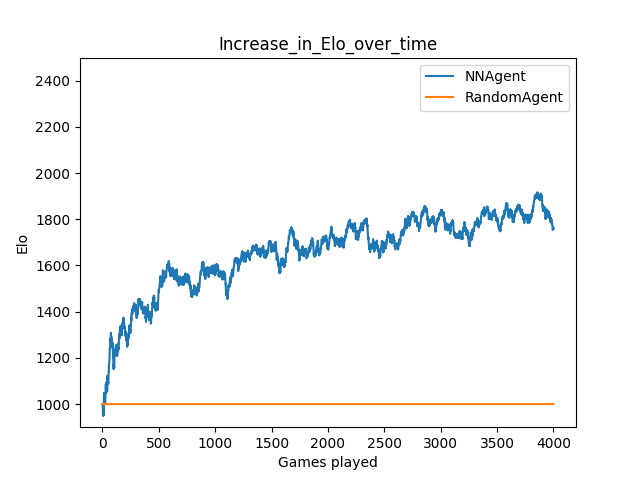 Increase_in_Elo_over_time
NNAgent
RandomAgent
2400
2200
2000
1800
1600
1400
1200
1000
Elo
0 500 1000 1500 2000 2500 3000 3500 4000
Games played